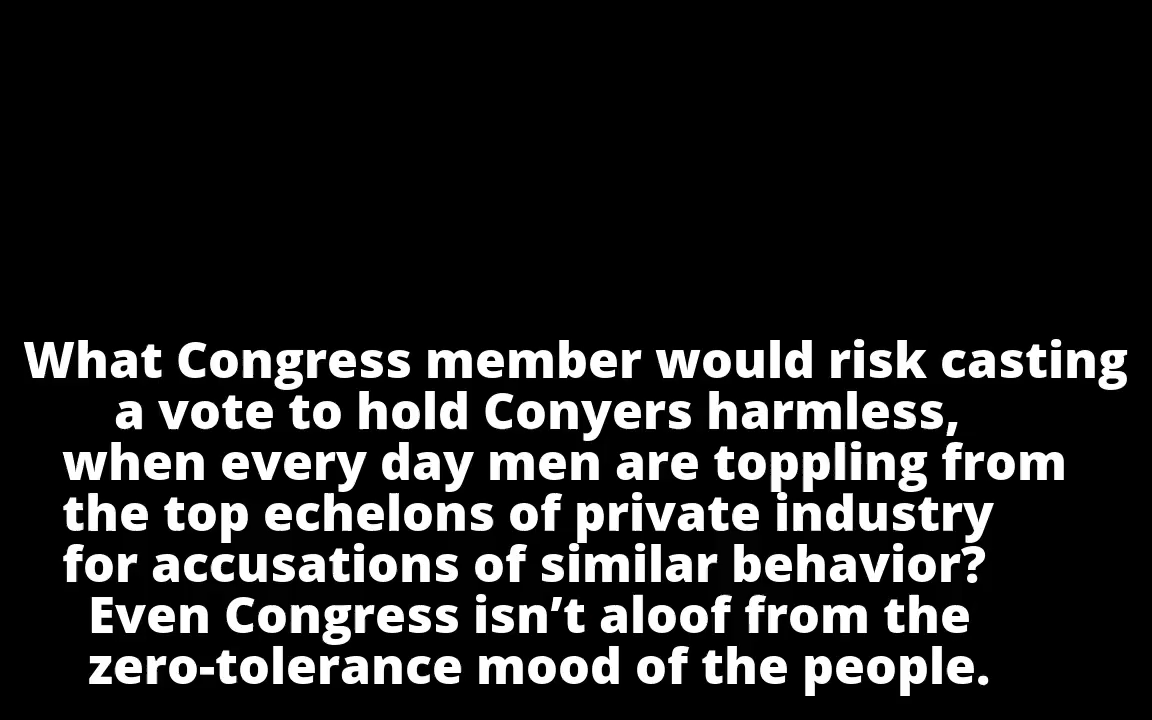 What Congress member would risk casting
a vote to hold Conyers harmless,
when every day men are toppling from
the top echelons of private industry
for accusations of similar behavior?
Even Congress isn’t aloof from the
zero-tolerance mood of the people.